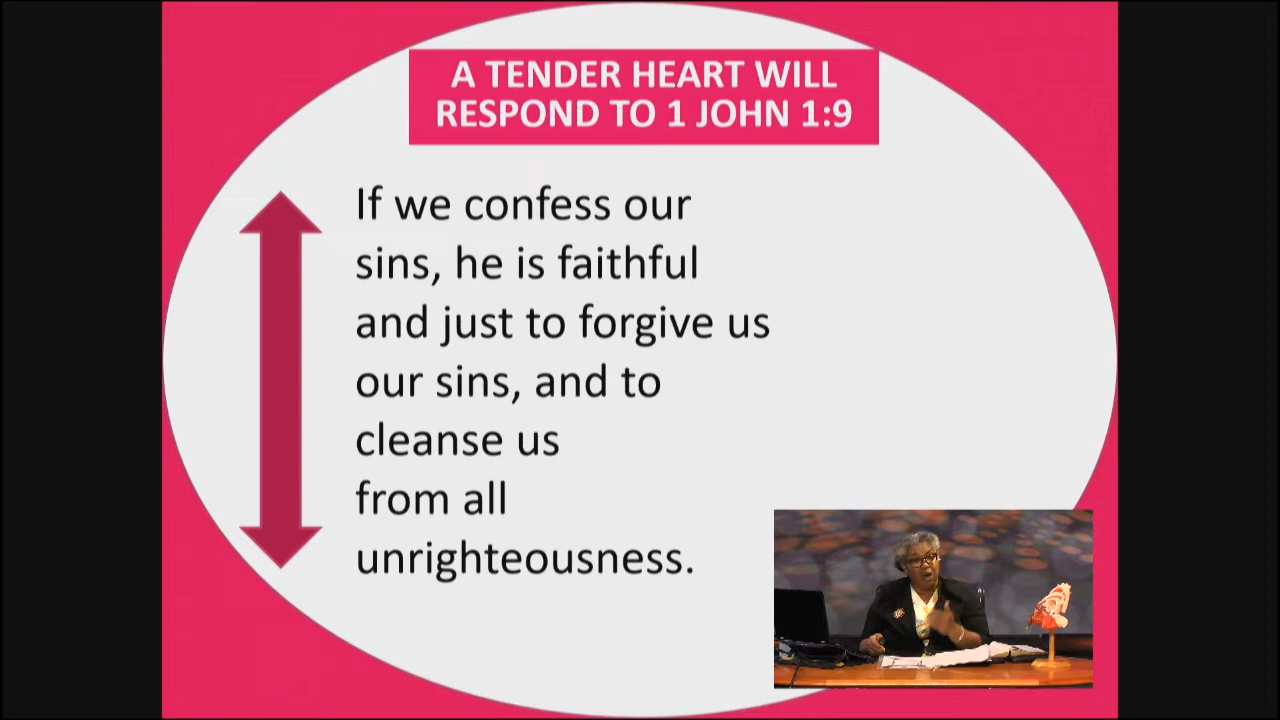 A TENDER HEART WILL
RESPOND TO 1 JOHN 1:9
If we confess our
sins, he is faithful
and just to forgive us
our sins, and to
cleanse us
from all
unrighteousness.